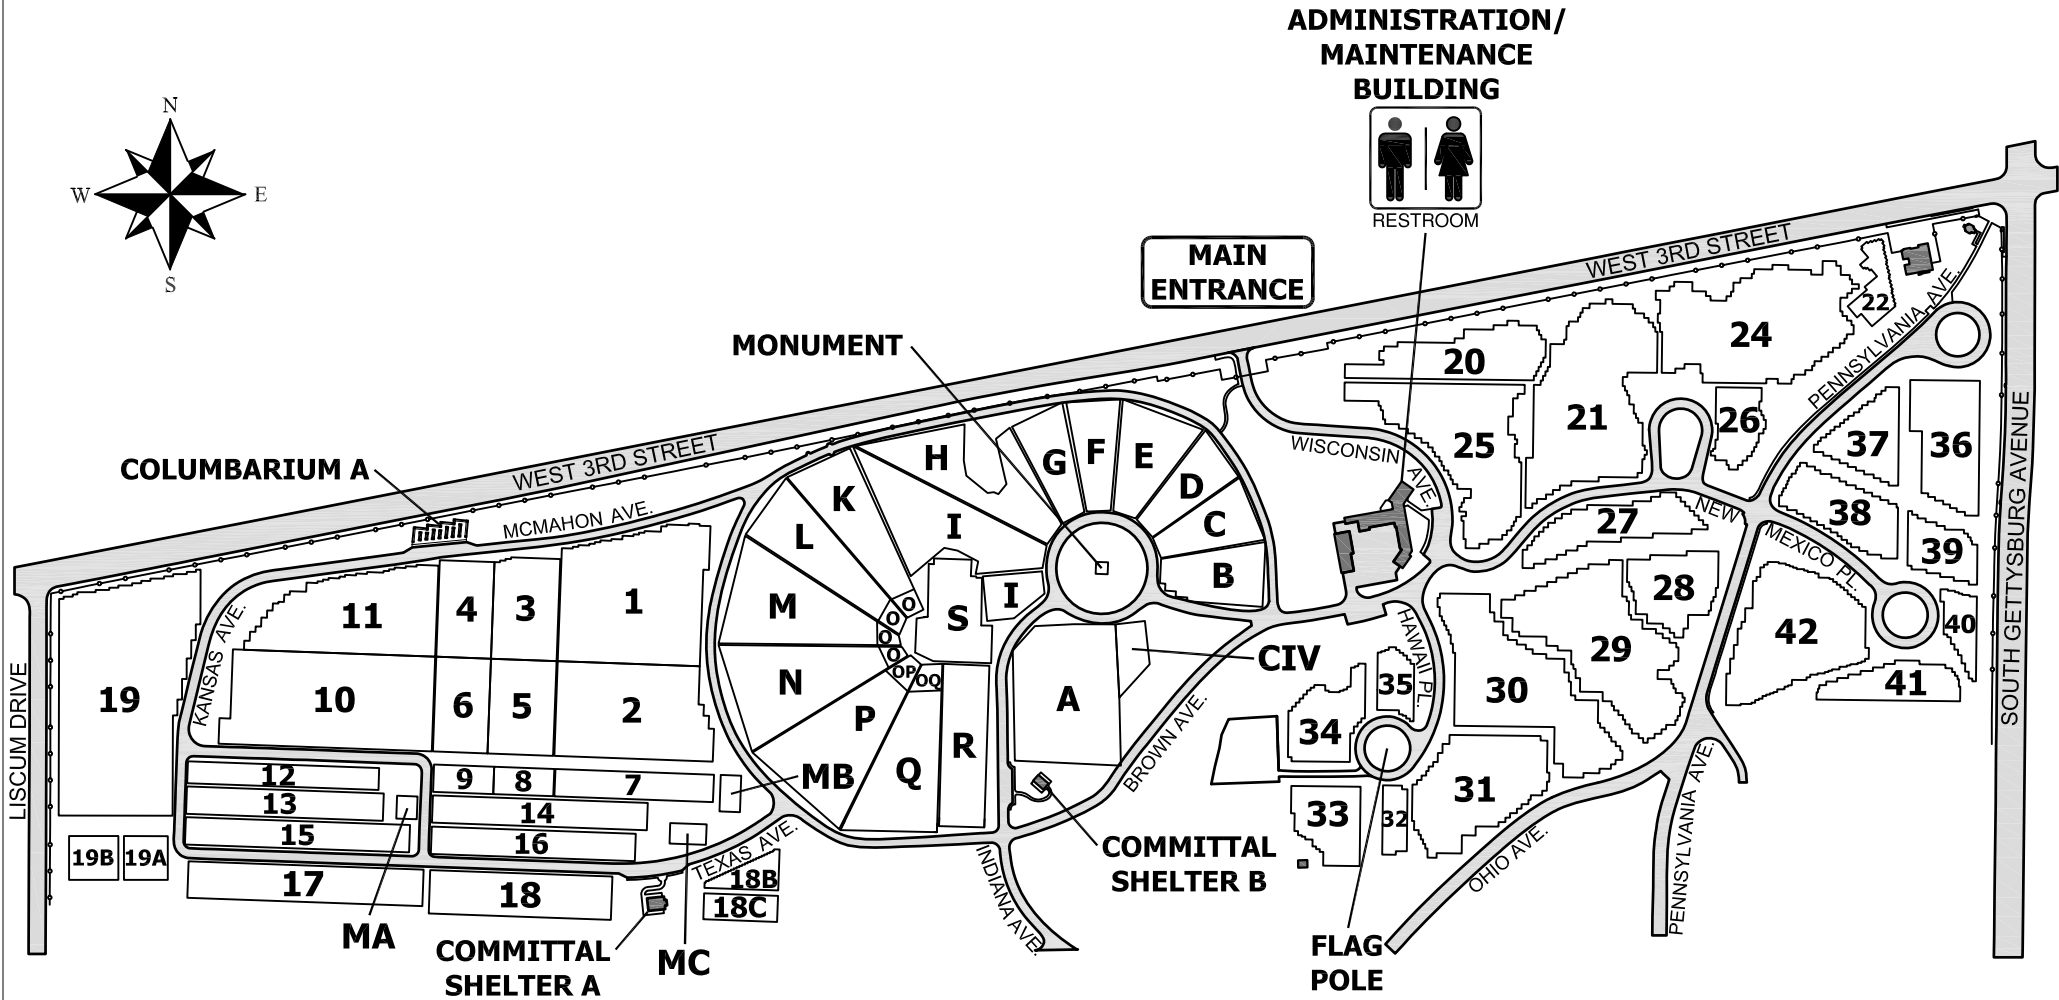 ADMINISTRATION/
MAINTENANCE
BUILDING
RESTROOM
N
W
E
S
MAIN
ENTRANCE
MONUMENT
COLUMBARIUM A
WEST 3RD STREET
WEST 3RD STREET
MCMAHON AVE.
WISCONSIN
AVE.
PENNSYLVANIA AVE.
NEW
MEXICO PL.
SOUTH GETTYSBURG AVENUE
LISCUM DRIVE
KANSAS AVE.
HAWAII PL.
BROWN AVE.
TEXAS AVE.
INDIANA AVE.
OHIO AVE.
PENNSYLVANIA AVE.
20
21
22
24
25
26
27
28
29
30
31
32
33
34
35
36
37
38
39
40
41
42
H
G
F
E
D
C
B
K
I
L
M
I
S
O
O
O
O
OP
OQ
N
P
Q
R
A
CIV
11
4
3
1
10
6
5
2
19
12
9
8
7
13
14
15
16
17
18
19B
19A
18B
18C
MB
MA
MC
COMMITTAL
SHELTER A
COMMITTAL
SHELTER B
FLAG
POLE